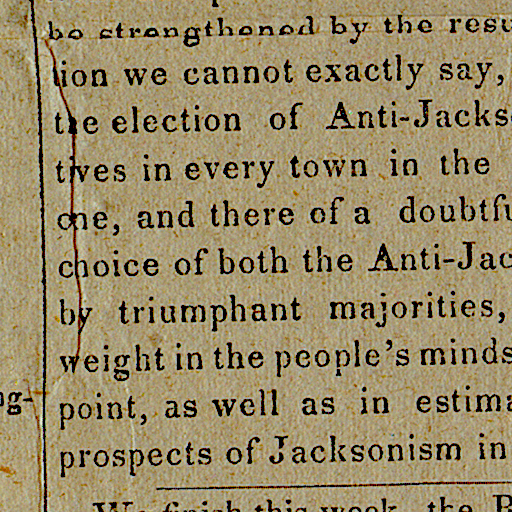 be strengthened by the resu
lion we cannot exactly say,
the election of Anti-Jacks
tives in every town in the
one, and there of a doubtfu
choice of both the Anti-Jac
by triumphant majorities,
weight in the people's minds
point, as well as in estima
prospects of Jacksonism in
We finish this week, the